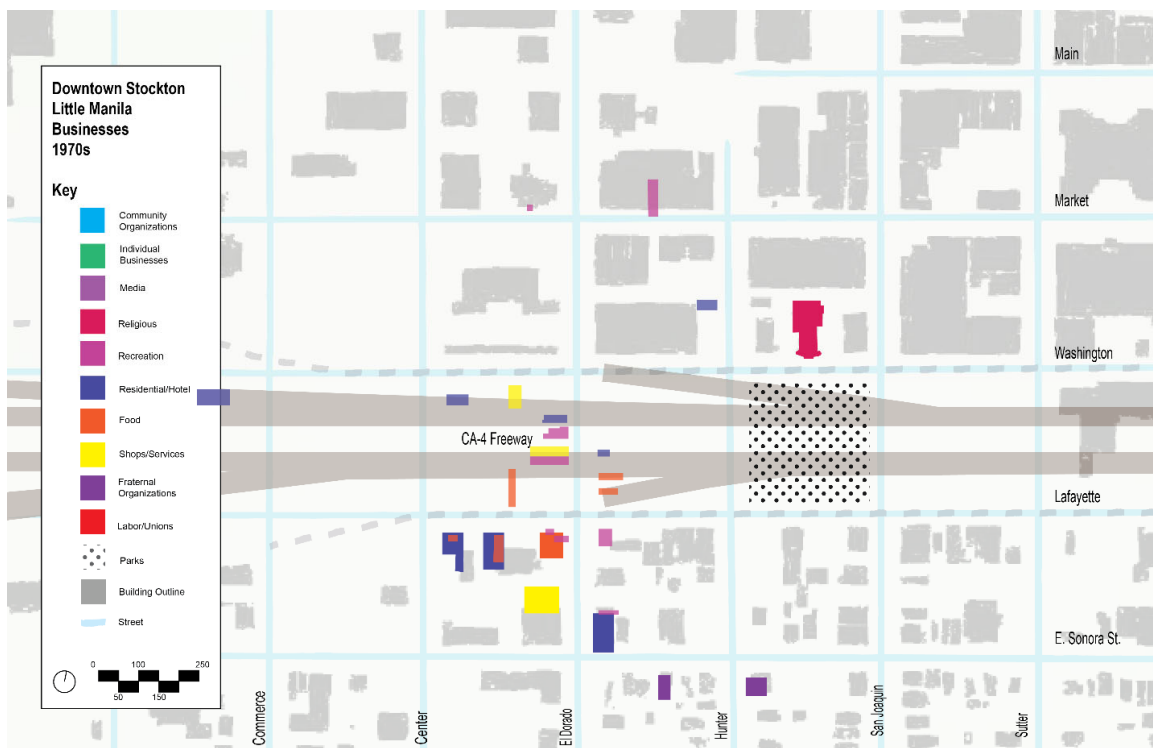 Downtown Stockton
Little Manila
Businesses
1970s
Key
Community
Organizations
Individual
Businesses
Media
Religious
Recreation
Residential/Hotel
Food
Shops/Services
Fraternal
Organizations
Labor/Unions
Parks
Building Outline
Street
0 100 250
50 150
Main
Market
Washington
CA-4 Freeway
Lafayette
E. Sonora St.
Commerce
Center
El Dorado
Hunter
San Joaquin
Sutter